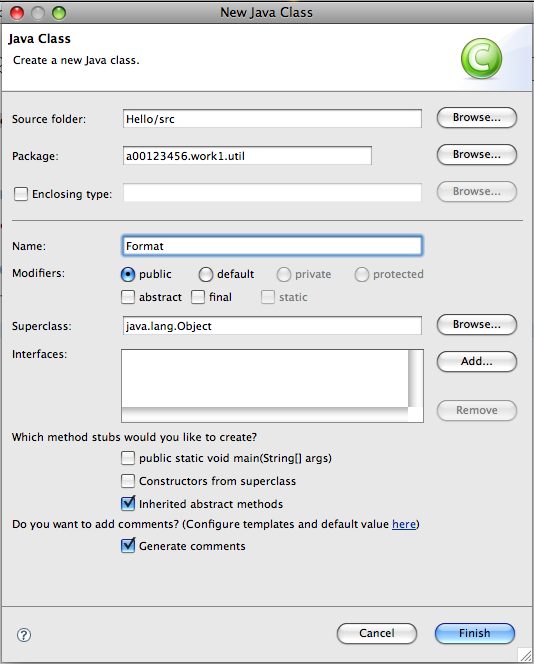 New Java Class
Java Class
Create a new Java class.
C
Source folder: Hello/src Browse...
Package: a00123456.work1.util Browse...
Enclosing type: Browse...
Name: Format
Modifiers: public default private protected
abstract final static
Superclass: java.lang.Object Browse...
Interfaces: Add...
Remove
Which method stubs would you like to create?
public static void main(String[] args)
Constructors from superclass
Inherited abstract methods
Do you want to add comments? (Configure templates and default value here)
Generate comments
? Cancel Finish